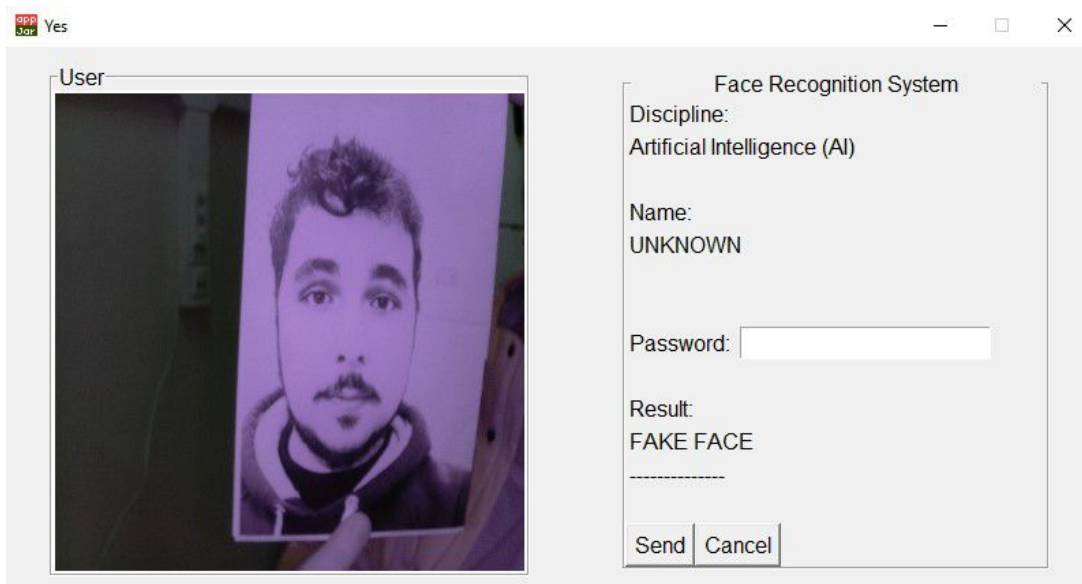 app
Jar
Yes
User
Face Recognition System
Discipline:
Artificial Intelligence (AI)
Name:
UNKNOWN
Password:
Result:
FAKE FACE
--------------
Send Cancel